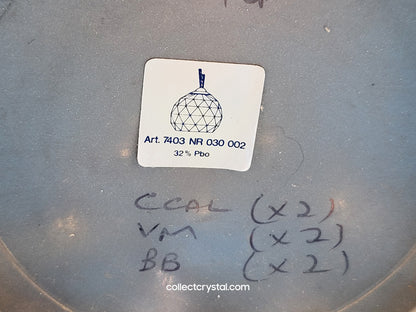 Art. 7403 NR 030 002
32% Pbo
CCAL (x2)
VM (x2)
BB (x2)
collectcrystal.com